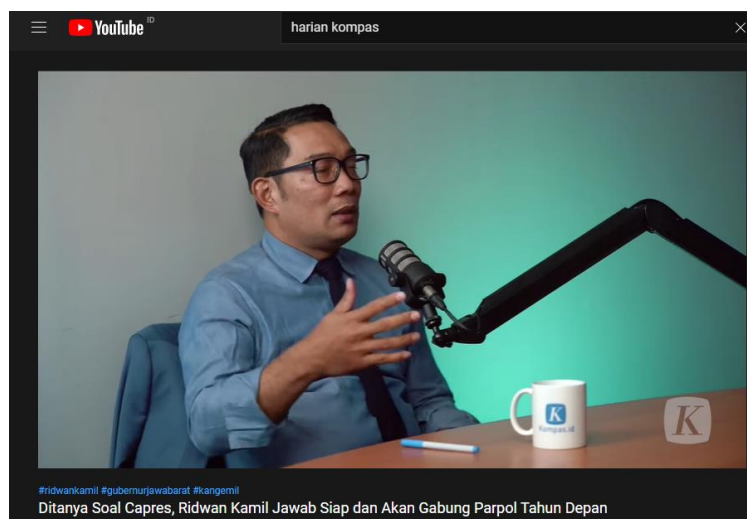 YouTube ID
harian kompas
K
Kompas.id
K
#ridwankamil #gubernurjawabarat #kangemil
Ditanya Soal Capres, Ridwan Kamil Jawab Siap dan Akan Gabung Parpol Tahun Depan